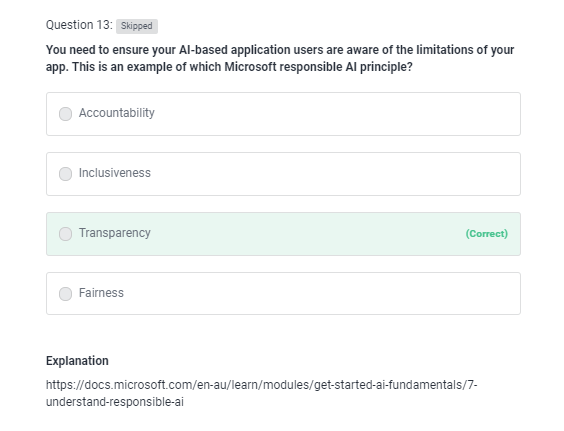 Question 13: Skipped
You need to ensure your AI-based application users are aware of the limitations of your
app. This is an example of which Microsoft responsible AI principle?
Accountability
Inclusiveness
Transparency (Correct)
Fairness
Explanation
https://docs.microsoft.com/en-au/learn/modules/get-started-ai-fundamentals/7-
understand-responsible-ai